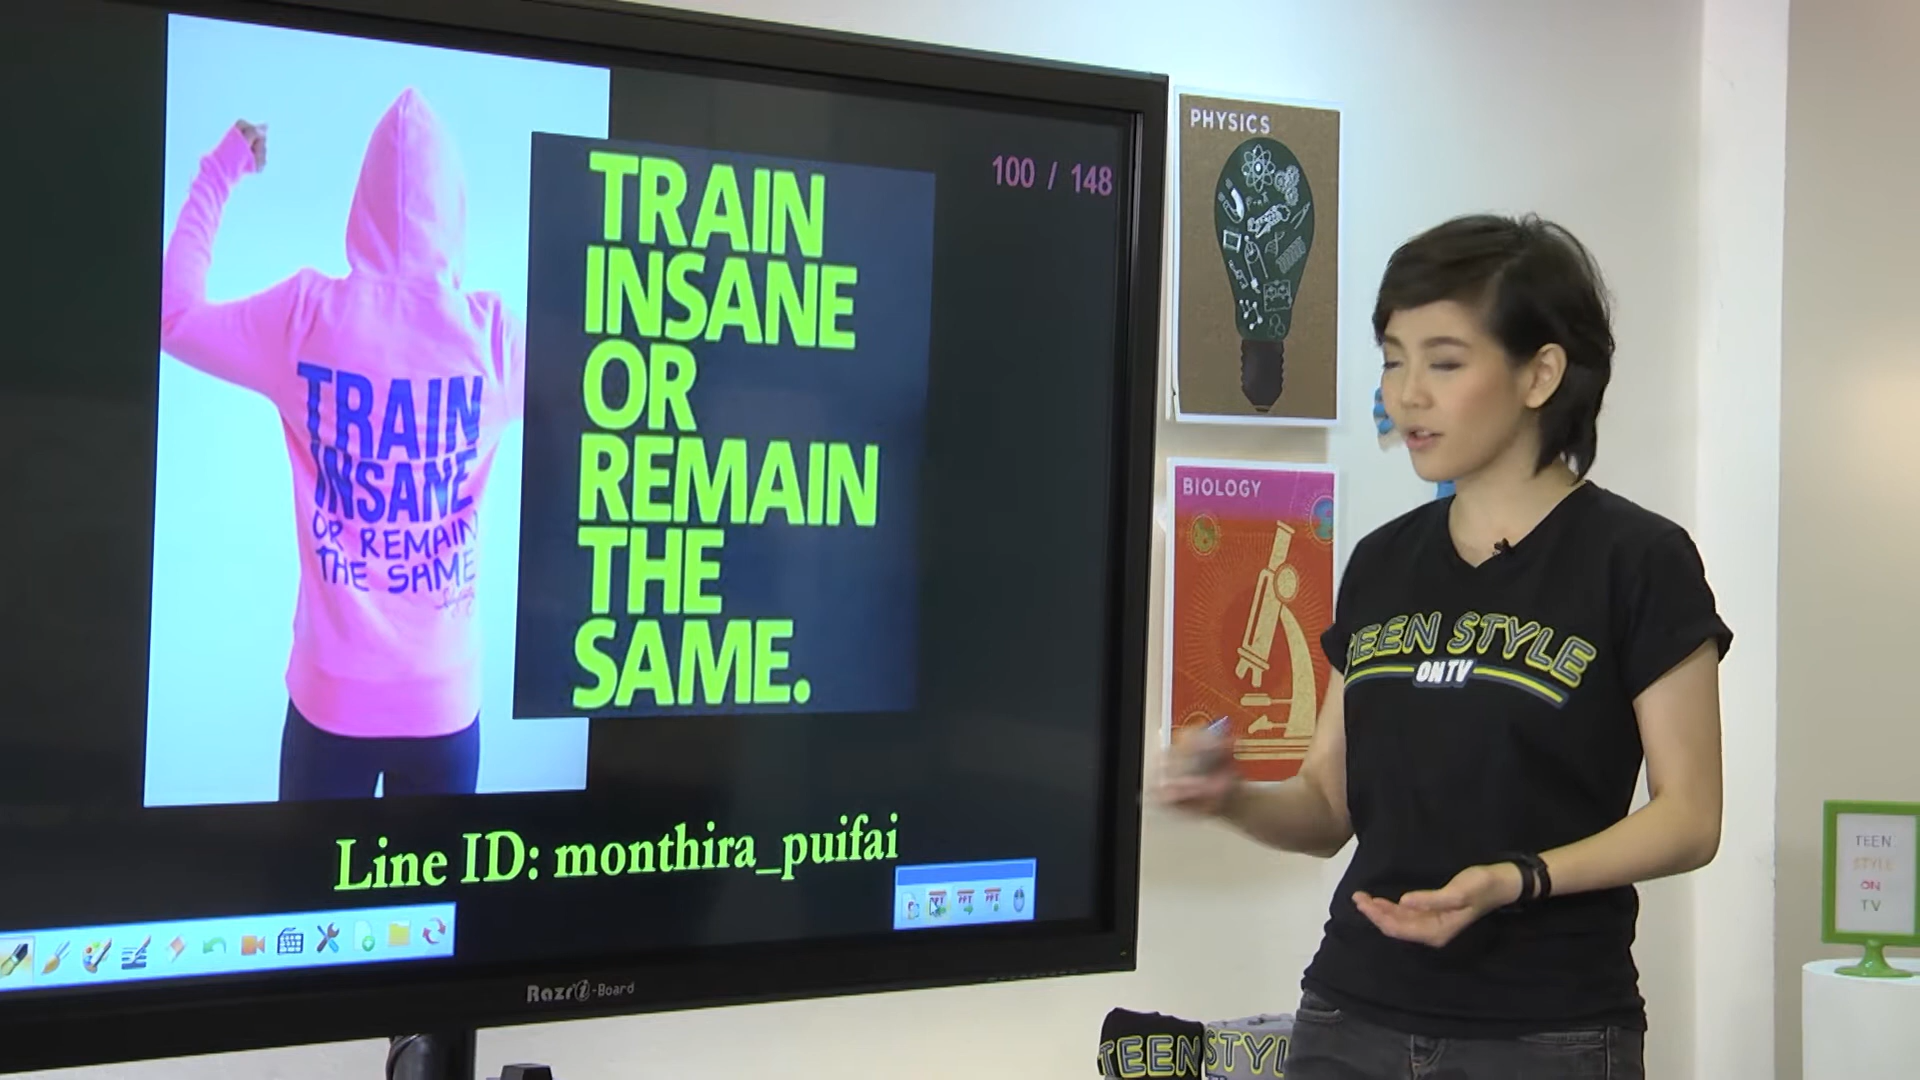 100 / 148
TRAIN
INSANE
OR REMAIN
THE SAME
TRAIN
INSANE
OR
REMAIN
THE
SAME.
Line ID: monthira_puifai
Razr i-Board
PHYSICS
BIOLOGY
TEEN STYLE
ON TV
TEEN
STYLE
ON
TV
TEEN